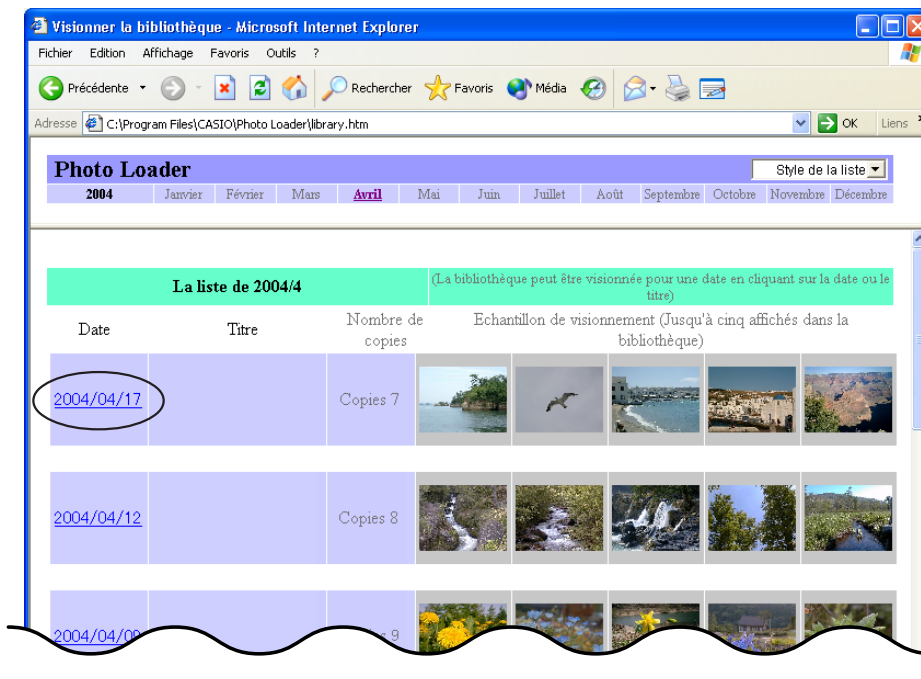 Visionner la bibliothèque - Microsoft Internet Explorer
Fichier Edition Affichage Favoris Outils ?
Précédente Rechercher Favoris Média
Adresse C:\Program Files\CASIO\Photo Loader\library.htm OK Liens
Photo Loader Style de la liste
2004 Janvier Février Mars Avril Mai Juin Juillet Août Septembre Octobre Novembre Décembre
La liste de 2004/4 (La bibliothèque peut être visionnée pour une date en cliquant sur la date ou le
titre)
Date Titre Nombre de Echantillon de visionnement (Jusqu'à cinq affichés dans la
copies bibliothèque)
2004/04/17 Copies 7
2004/04/12 Copies 8
2004/04/09 9